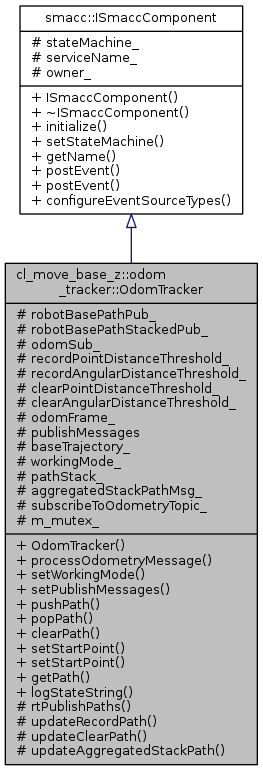 smacc::ISmaccComponent
# stateMachine_
# serviceName_
# owner_
+ ISmaccComponent()
+ ~ISmaccComponent()
+ initialize()
+ setStateMachine()
+ getName()
+ postEvent()
+ postEvent()
+ configureEventSourceTypes()
cl_move_base_z::odom
_tracker::OdomTracker
# robotBasePathPub_
# robotBasePathStackedPub_
# odomSub_
# recordPointDistanceThreshold_
# recordAngularDistanceThreshold_
# clearPointDistanceThreshold_
# clearAngularDistanceThreshold_
# odomFrame_
# publishMessages
# baseTrajectory_
# workingMode_
# pathStack_
# aggregatedStackPathMsg_
# subscribeToOdometryTopic_
# m_mutex_
+ OdomTracker()
+ processOdometryMessage()
+ setWorkingMode()
+ setPublishMessages()
+ pushPath()
+ popPath()
+ clearPath()
+ setStartPoint()
+ setStartPoint()
+ getPath()
+ logStateString()
# rtPublishPaths()
# updateRecordPath()
# updateClearPath()
# updateAggregatedStackPath()